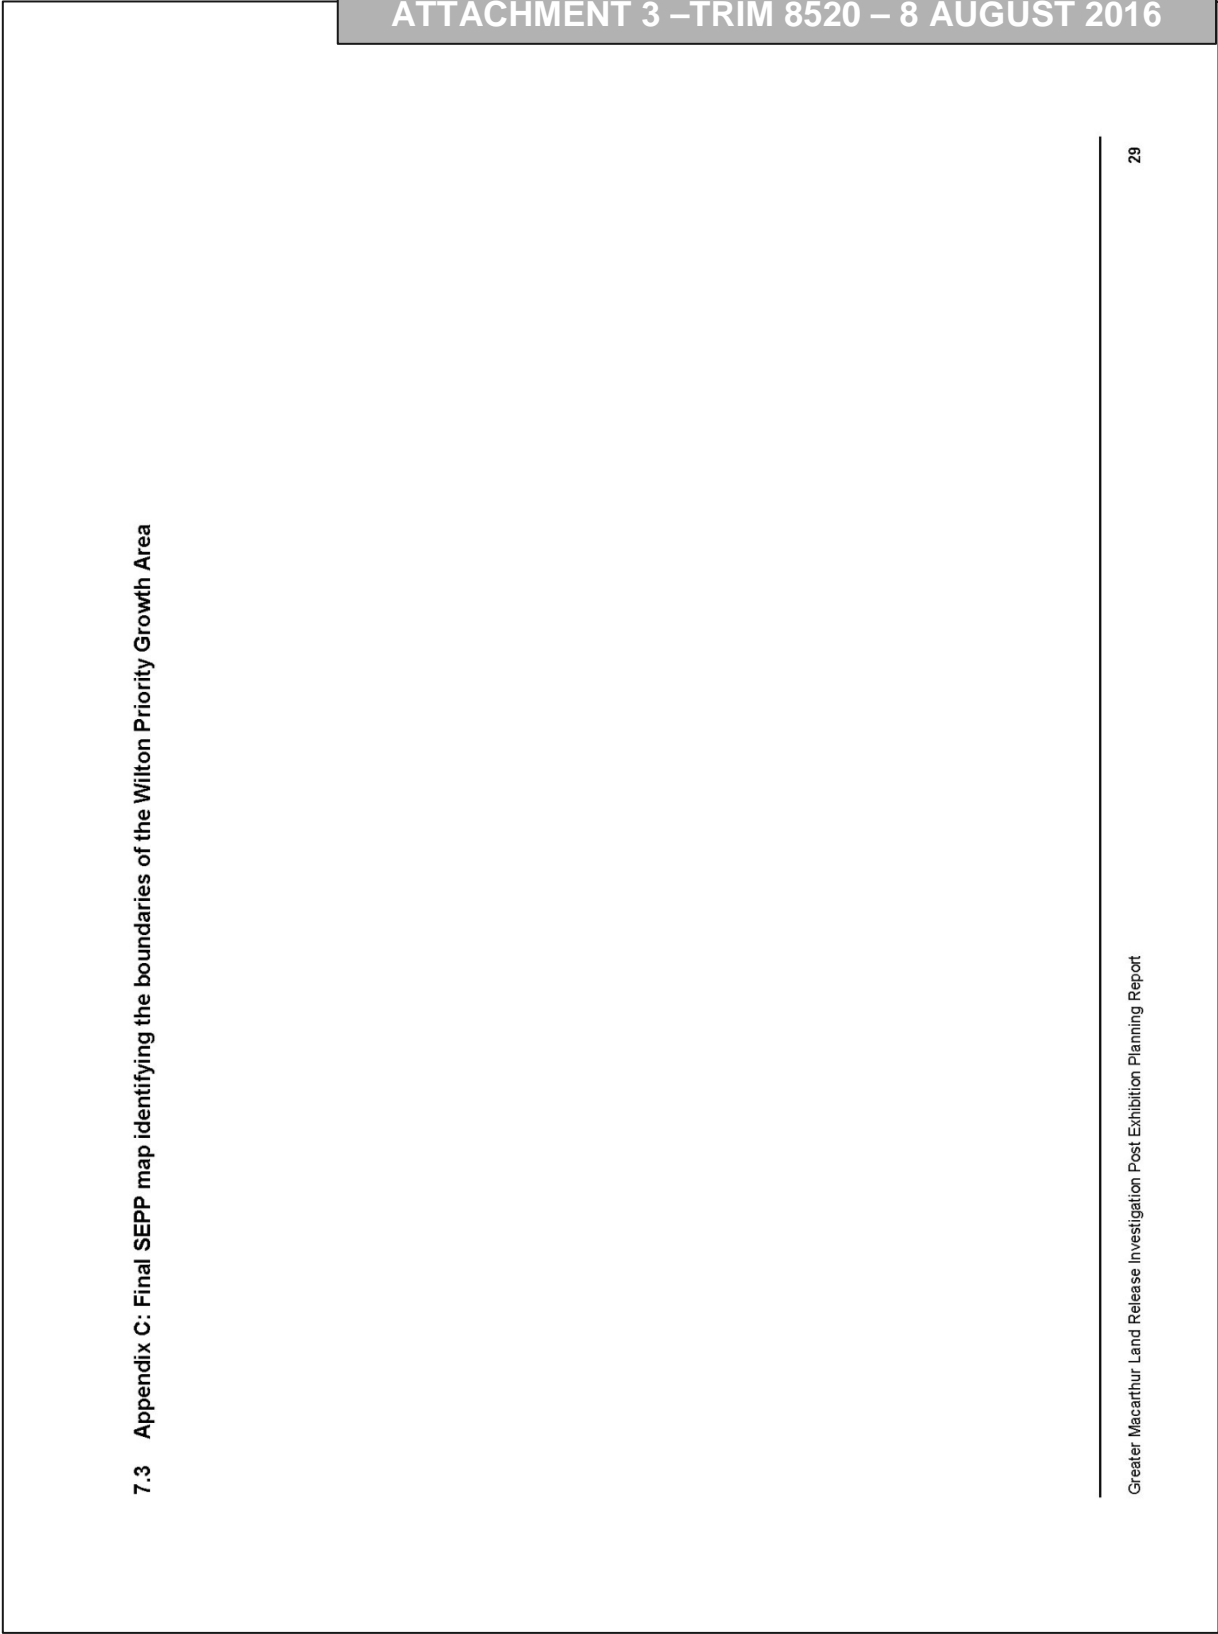 ATTACHMENT 3 –TRIM 8520 – 8 AUGUST 2016
7.3 Appendix C: Final SEPP map identifying the boundaries of the Wilton Priority Growth Area
Greater Macarthur Land Release Investigation Post Exhibition Planning Report 29